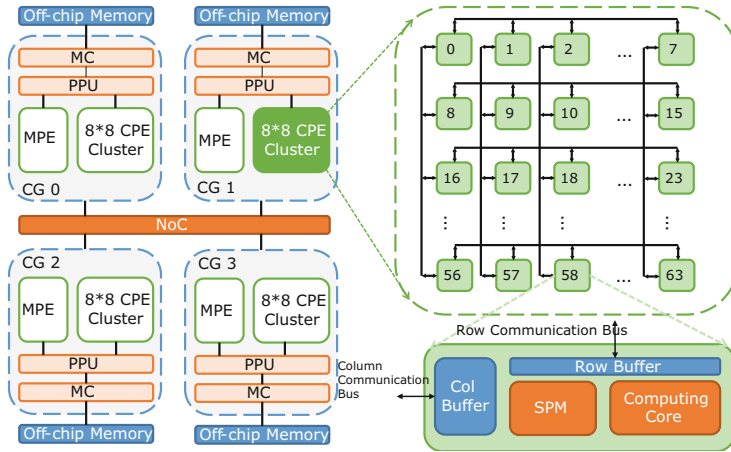 Off-chip Memory
MC
PPU
MPE
8*8 CPE
Cluster
CG 0
Off-chip Memory
MC
PPU
MPE
8*8 CPE
Cluster
CG 1
NoC
CG 2
MPE
8*8 CPE
Cluster
PPU
MC
Off-chip Memory
CG 3
MPE
8*8 CPE
Cluster
PPU
MC
Off-chip Memory
0 1 2 ... 7
8 9 10 ... 15
16 17 18 ... 23
⋮ ⋮ ⋮ ⋮
56 57 58 ... 63
Row Communication Bus
Column
Communication
Bus
Col
Buffer
Row Buffer
SPM
Computing
Core